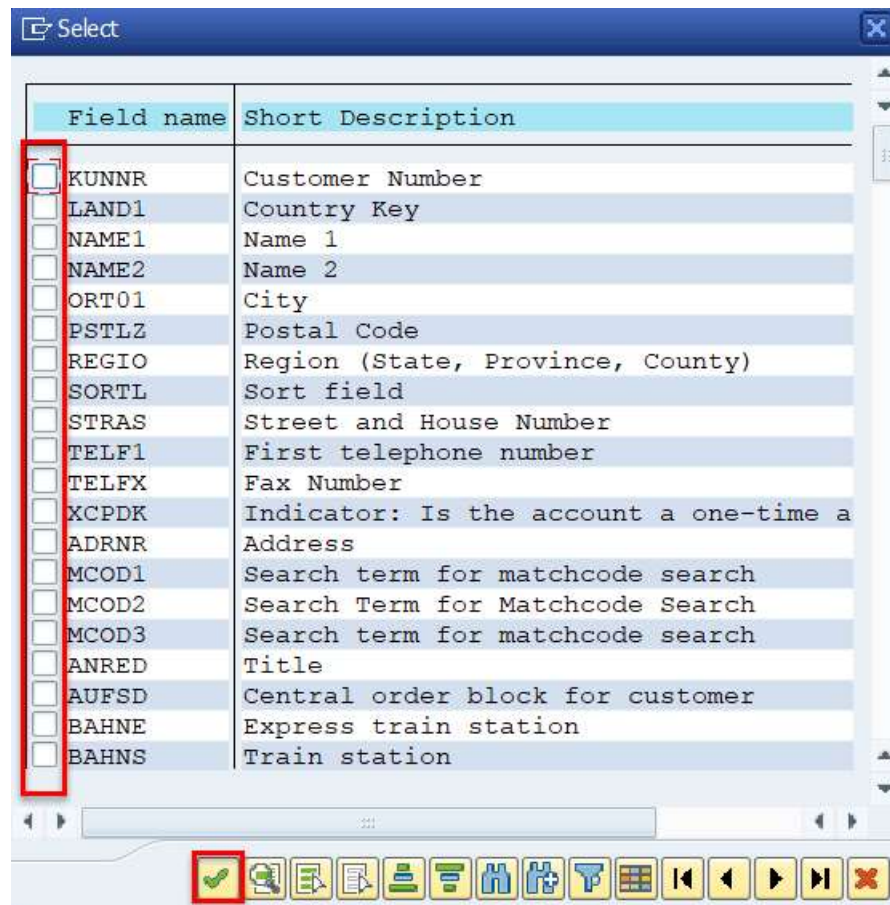 Select
Field name Short Description
KUNNR Customer Number
LAND1 Country Key
NAME1 Name 1
NAME2 Name 2
ORT01 City
PSTLZ Postal Code
REGIO Region (State, Province, County)
SORTL Sort field
STRAS Street and House Number
TELF1 First telephone number
TELFX Fax Number
XCPDK Indicator: Is the account a one-time a
ADRNR Address
MCOD1 Search term for matchcode search
MCOD2 Search Term for Matchcode Search
MCOD3 Search term for matchcode search
ANRED Title
AUFSD Central order block for customer
BAHNE Express train station
BAHNS Train station